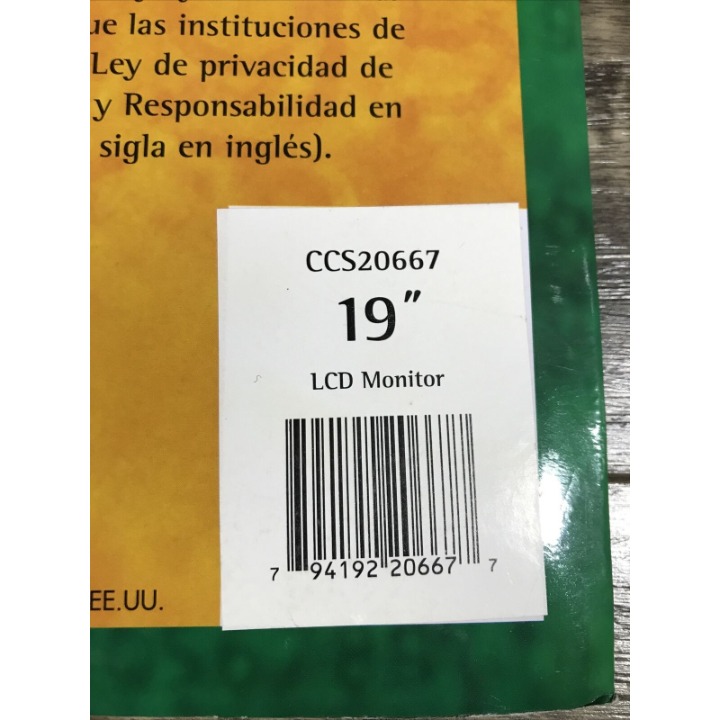 ue las instituciones de
Ley de privacidad de
y Responsabilidad en
sigla en inglés).
CCS20667
19"
LCD Monitor
7 94192 20667 7
EE.UU.